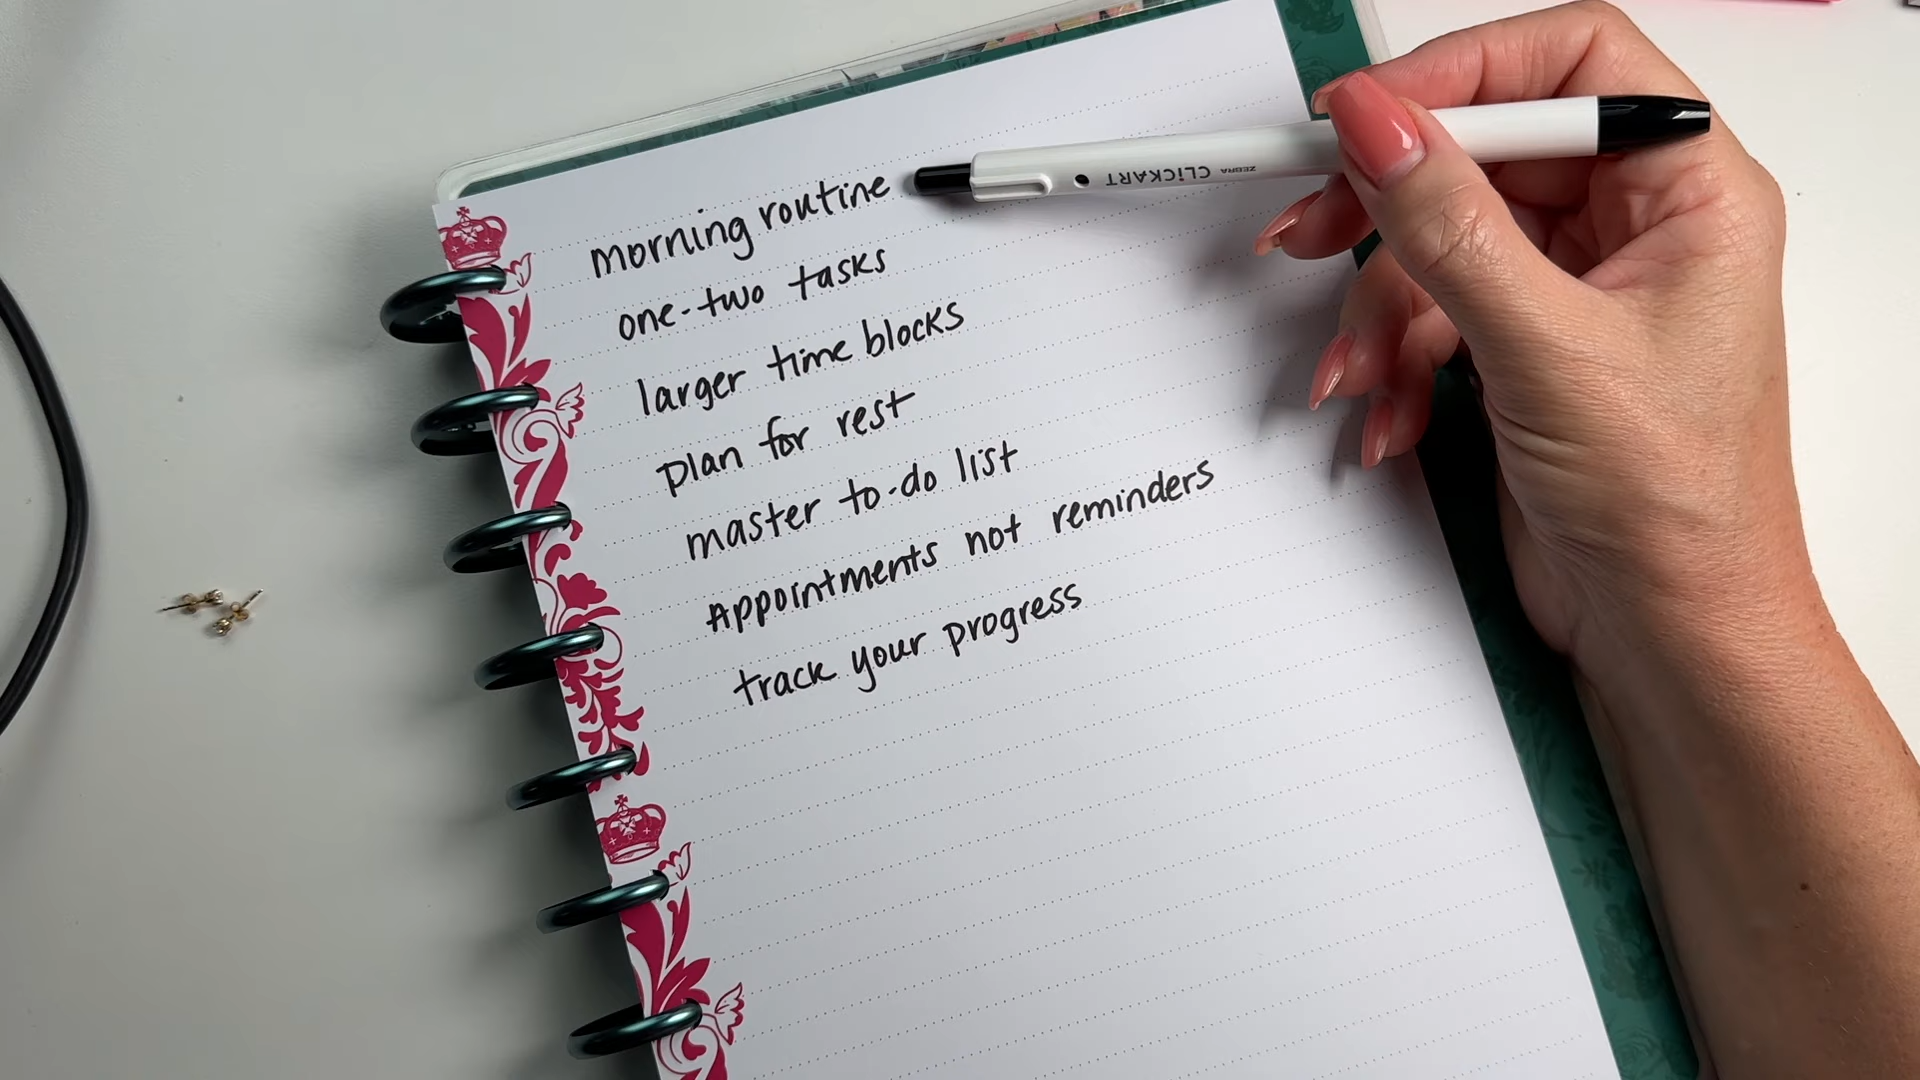 morning routine
one-two tasks
larger time blocks
plan for rest
master to-do list
Appointments not reminders
track your progress
ZEBRA CLiCKART